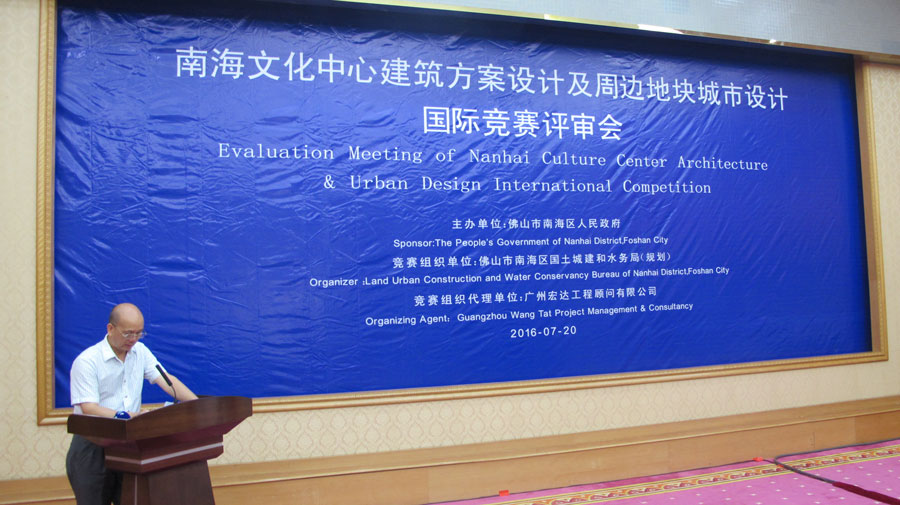 南海文化中心建筑方案设计及周边地块城市设计
国际竞赛评审会
Evaluation Meeting of Nanhai Culture Center Architecture
& Urban Design International Competition
主办单位:佛山市南海区人民政府
Sponsor:The People's Government of Nanhai District,Foshan City
竞赛组织单位:佛山市南海区国土城建和水务局(规划)
Organizer :Land Urban Construction and Water Conservancy Bureau of Nanhai District,Foshan City
竞赛组织代理单位:广州宏达工程顾问有限公司
Organizing Agent: Guangzhou Wang Tat Project Management & Consultancy
2016-07-20